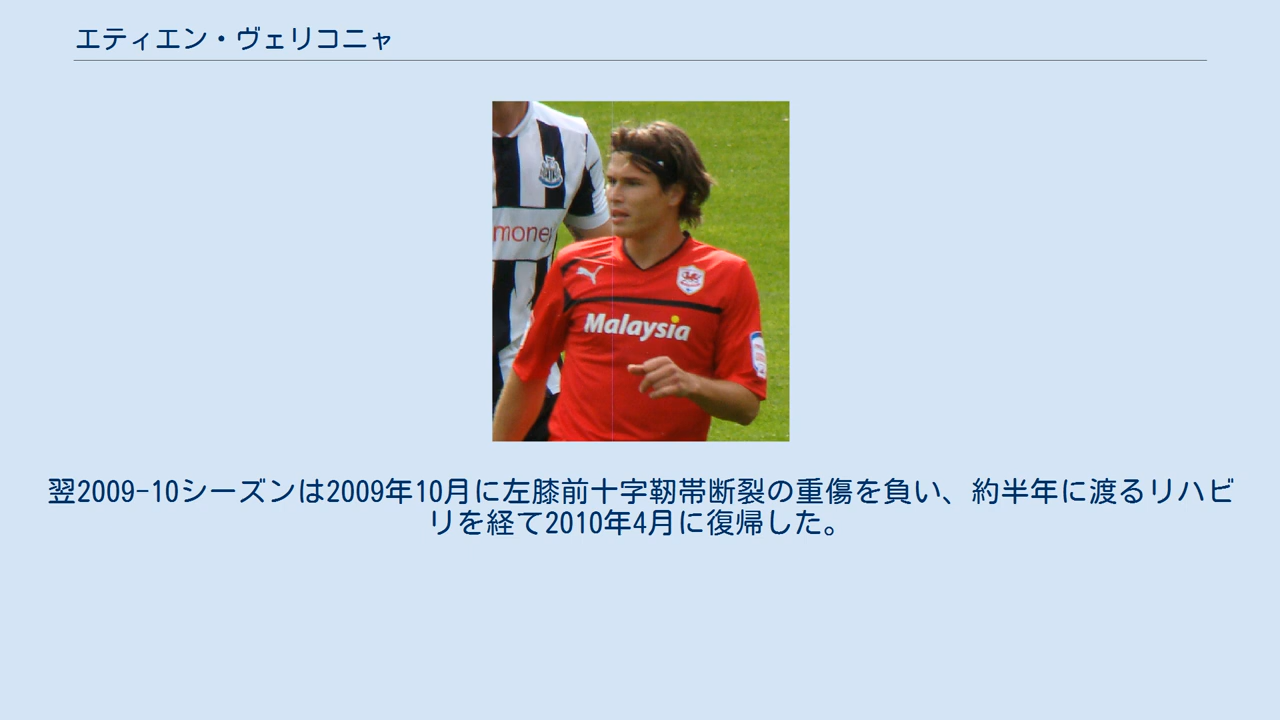 エティエン・ヴェリコニャ
money
Malaysia
翌2009-10シーズンは2009年10月に左膝前十字靭帯断裂の重傷を負い、約半年に渡るリハビ
リを経て2010年4月に復帰した。